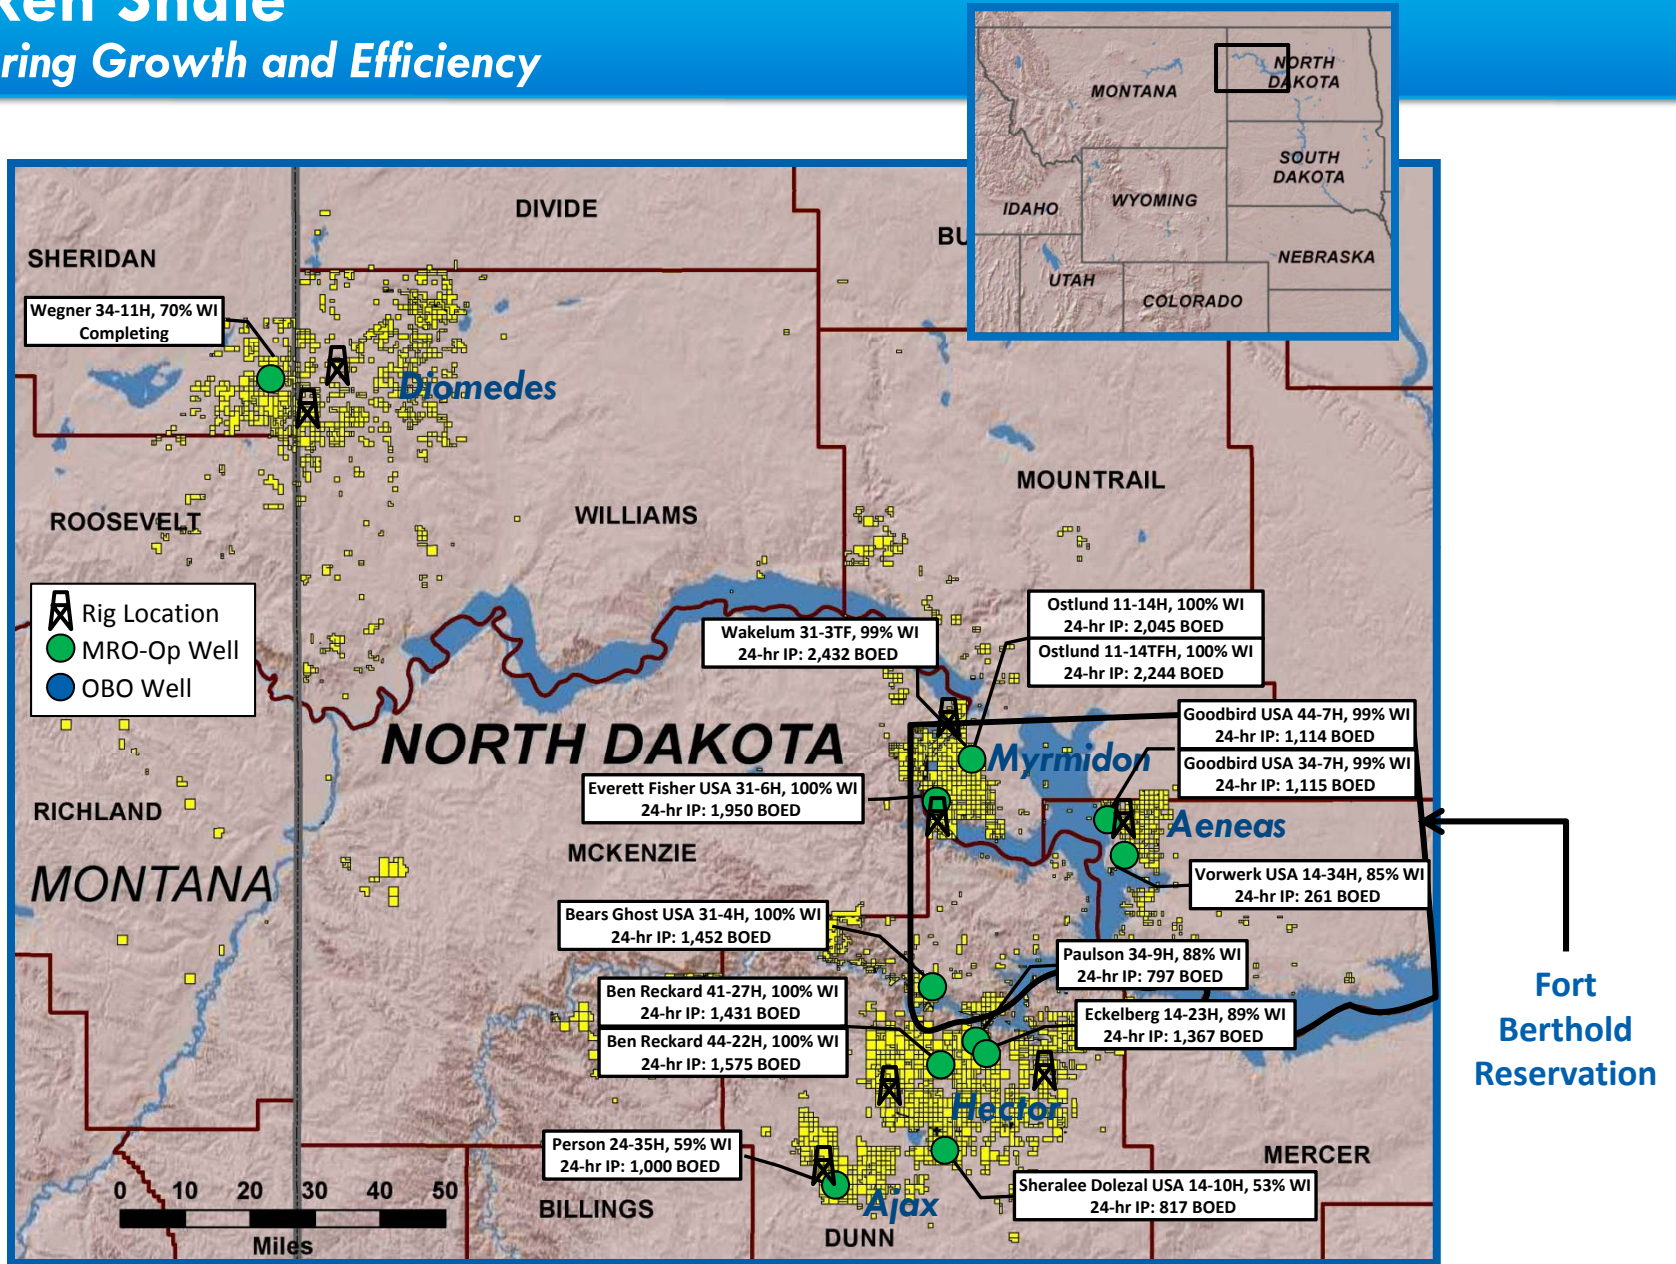 ken Shale
ring Growth and Efficiency
MONTANA
NORTH
DAKOTA
SOUTH
DAKOTA
IDAHO
WYOMING
NEBRASKA
UTAH
COLORADO
DIVIDE
SHERIDAN
BU
Wegner 34-11H, 70% WI
Completing
Diomedes
MOUNTRAIL
ROOSEVELT
WILLIAMS
Rig Location
MRO-Op Well
OBO Well
Ostlund 11-14H, 100% WI
24-hr IP: 2,045 BOED
Ostlund 11-14TFH, 100% WI
24-hr IP: 2,244 BOED
Wakelum 31-3TF, 99% WI
24-hr IP: 2,432 BOED
Goodbird USA 44-7H, 99% WI
24-hr IP: 1,114 BOED
Goodbird USA 34-7H, 99% WI
24-hr IP: 1,115 BOED
NORTH DAKOTA
Myrmidon
Everett Fisher USA 31-6H, 100% WI
24-hr IP: 1,950 BOED
RICHLAND
Aeneas
MCKENZIE
MONTANA
Vorwerk USA 14-34H, 85% WI
24-hr IP: 261 BOED
Bears Ghost USA 31-4H, 100% WI
24-hr IP: 1,452 BOED
Paulson 34-9H, 88% WI
24-hr IP: 797 BOED
Fort
Berthold
Reservation
Ben Reckard 41-27H, 100% WI
24-hr IP: 1,431 BOED
Eckelberg 14-23H, 89% WI
24-hr IP: 1,367 BOED
Ben Reckard 44-22H, 100% WI
24-hr IP: 1,575 BOED
Hector
Person 24-35H, 59% WI
24-hr IP: 1,000 BOED
MERCER
0 10 20 30 40 50
Miles
BILLINGS
Ajax
Sheralee Dolezal USA 14-10H, 53% WI
24-hr IP: 817 BOED
DUNN